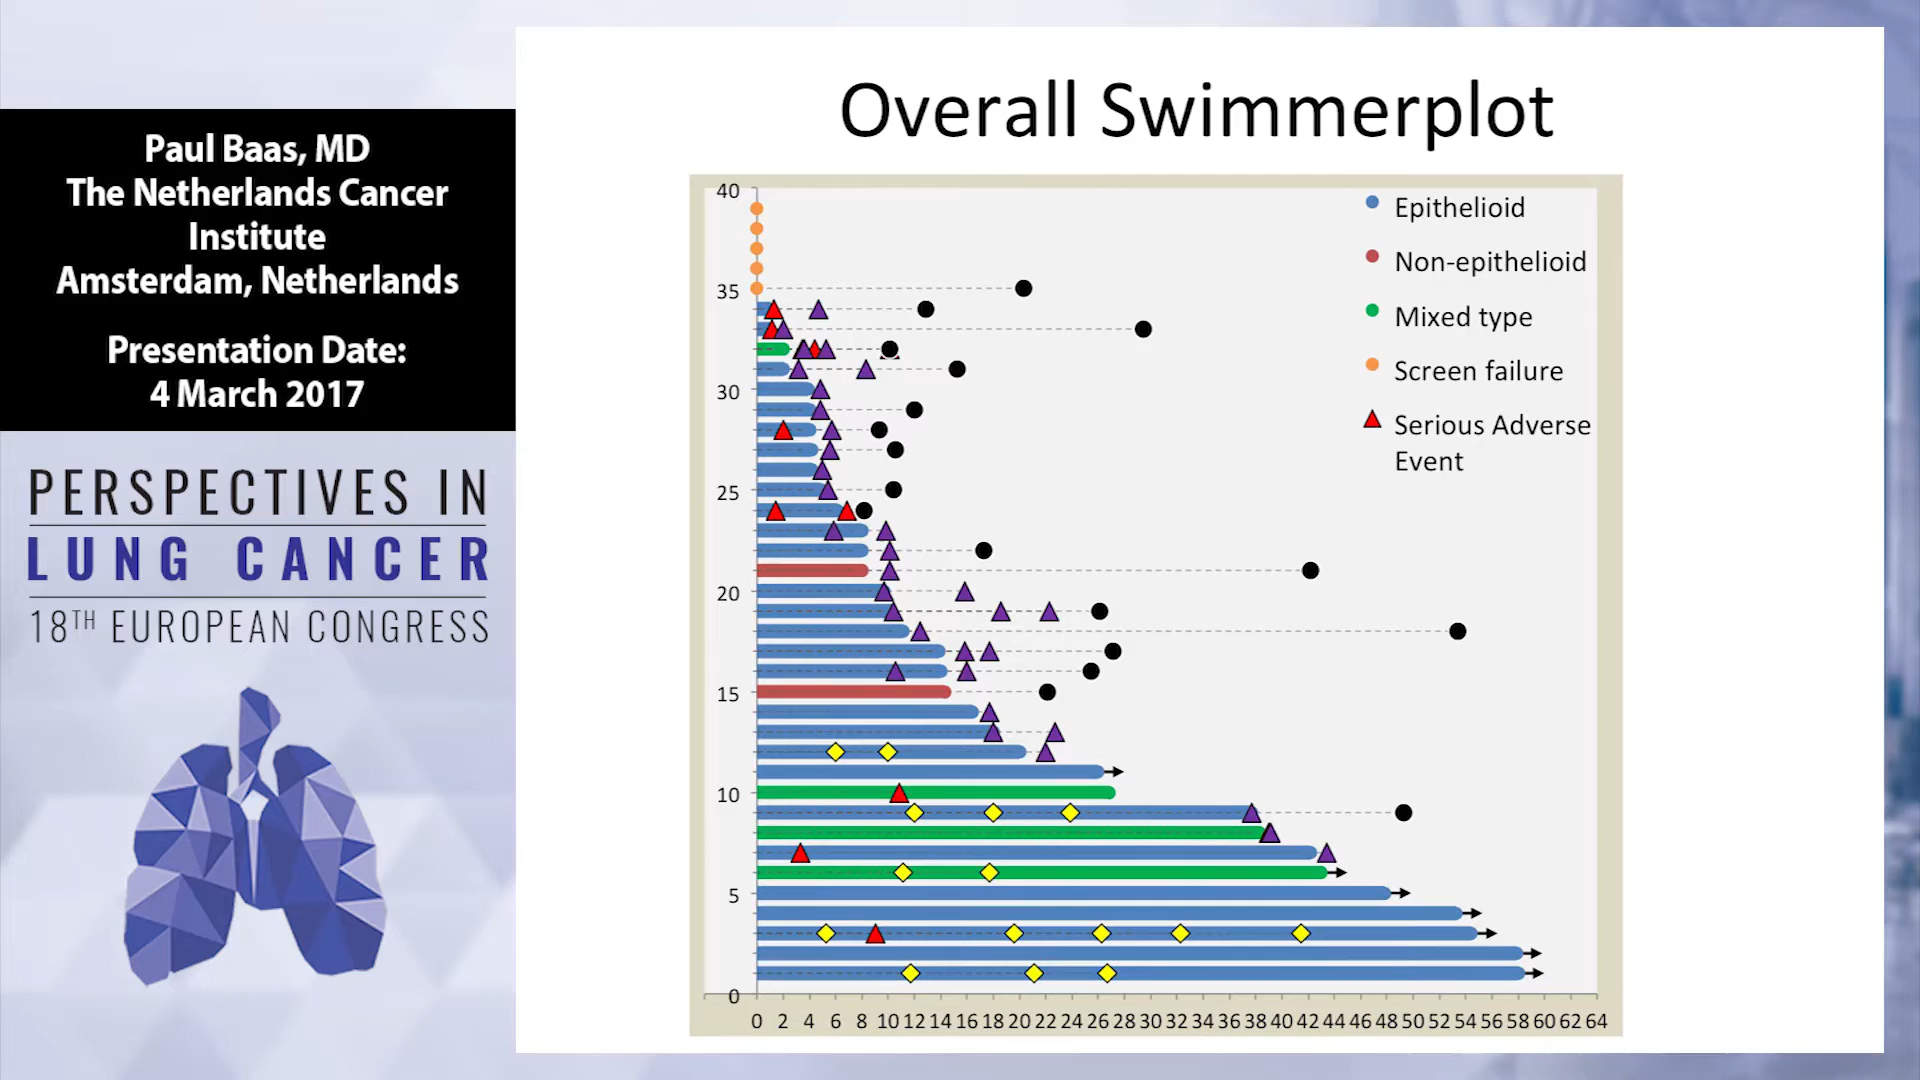 Paul Baas, MD
The Netherlands Cancer
Institute
Amsterdam, Netherlands
Presentation Date:
4 March 2017
PERSPECTIVES IN
LUNG CANCER
18TH EUROPEAN CONGRESS
Overall Swimmerplot
Epithelioid
Non-epithelioid
Mixed type
Screen failure
Serious Adverse
Event
40
35
30
25
20
15
10
5
0
0 2 4 6 8 10 12 14 16 18 20 22 24 26 28 30 32 34 36 38 40 42 44 46 48 50 52 54 56 58 60 62 64